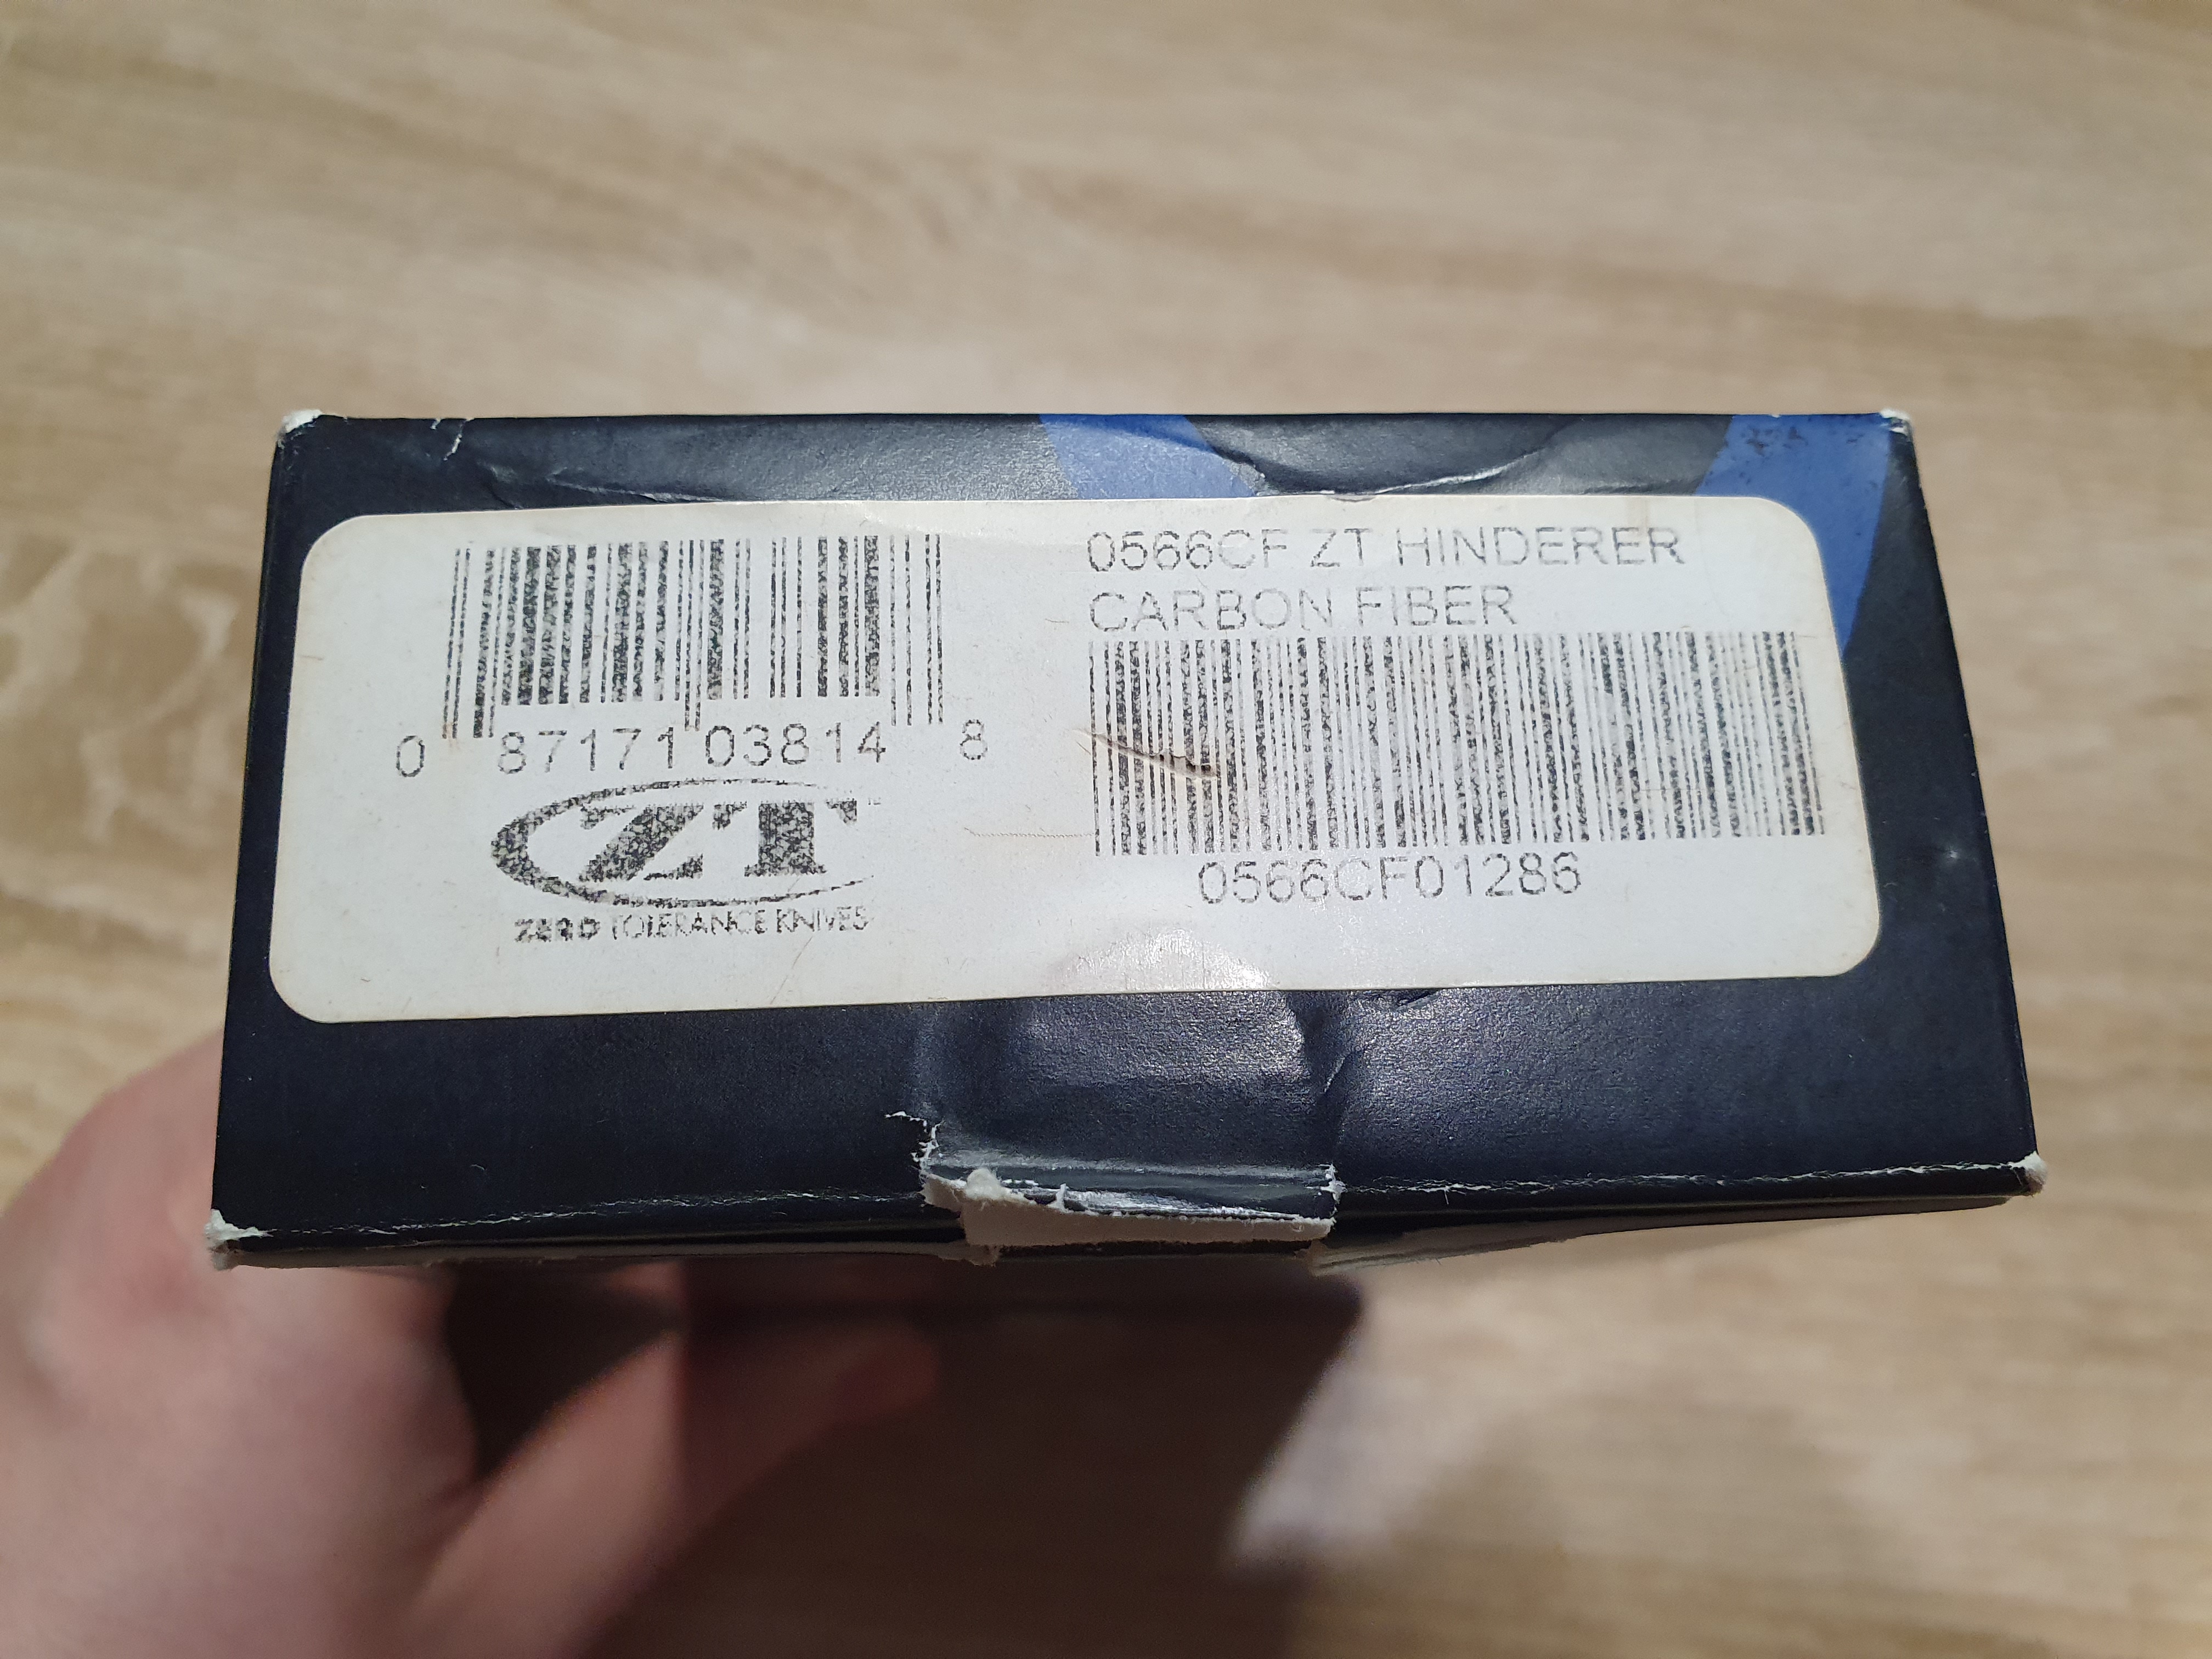 0 87171 03814 8
ZT
ZERO TOLERANCE KNIVES
0566CF ZT HINDERER
CARBON FIBER
0566CF01286